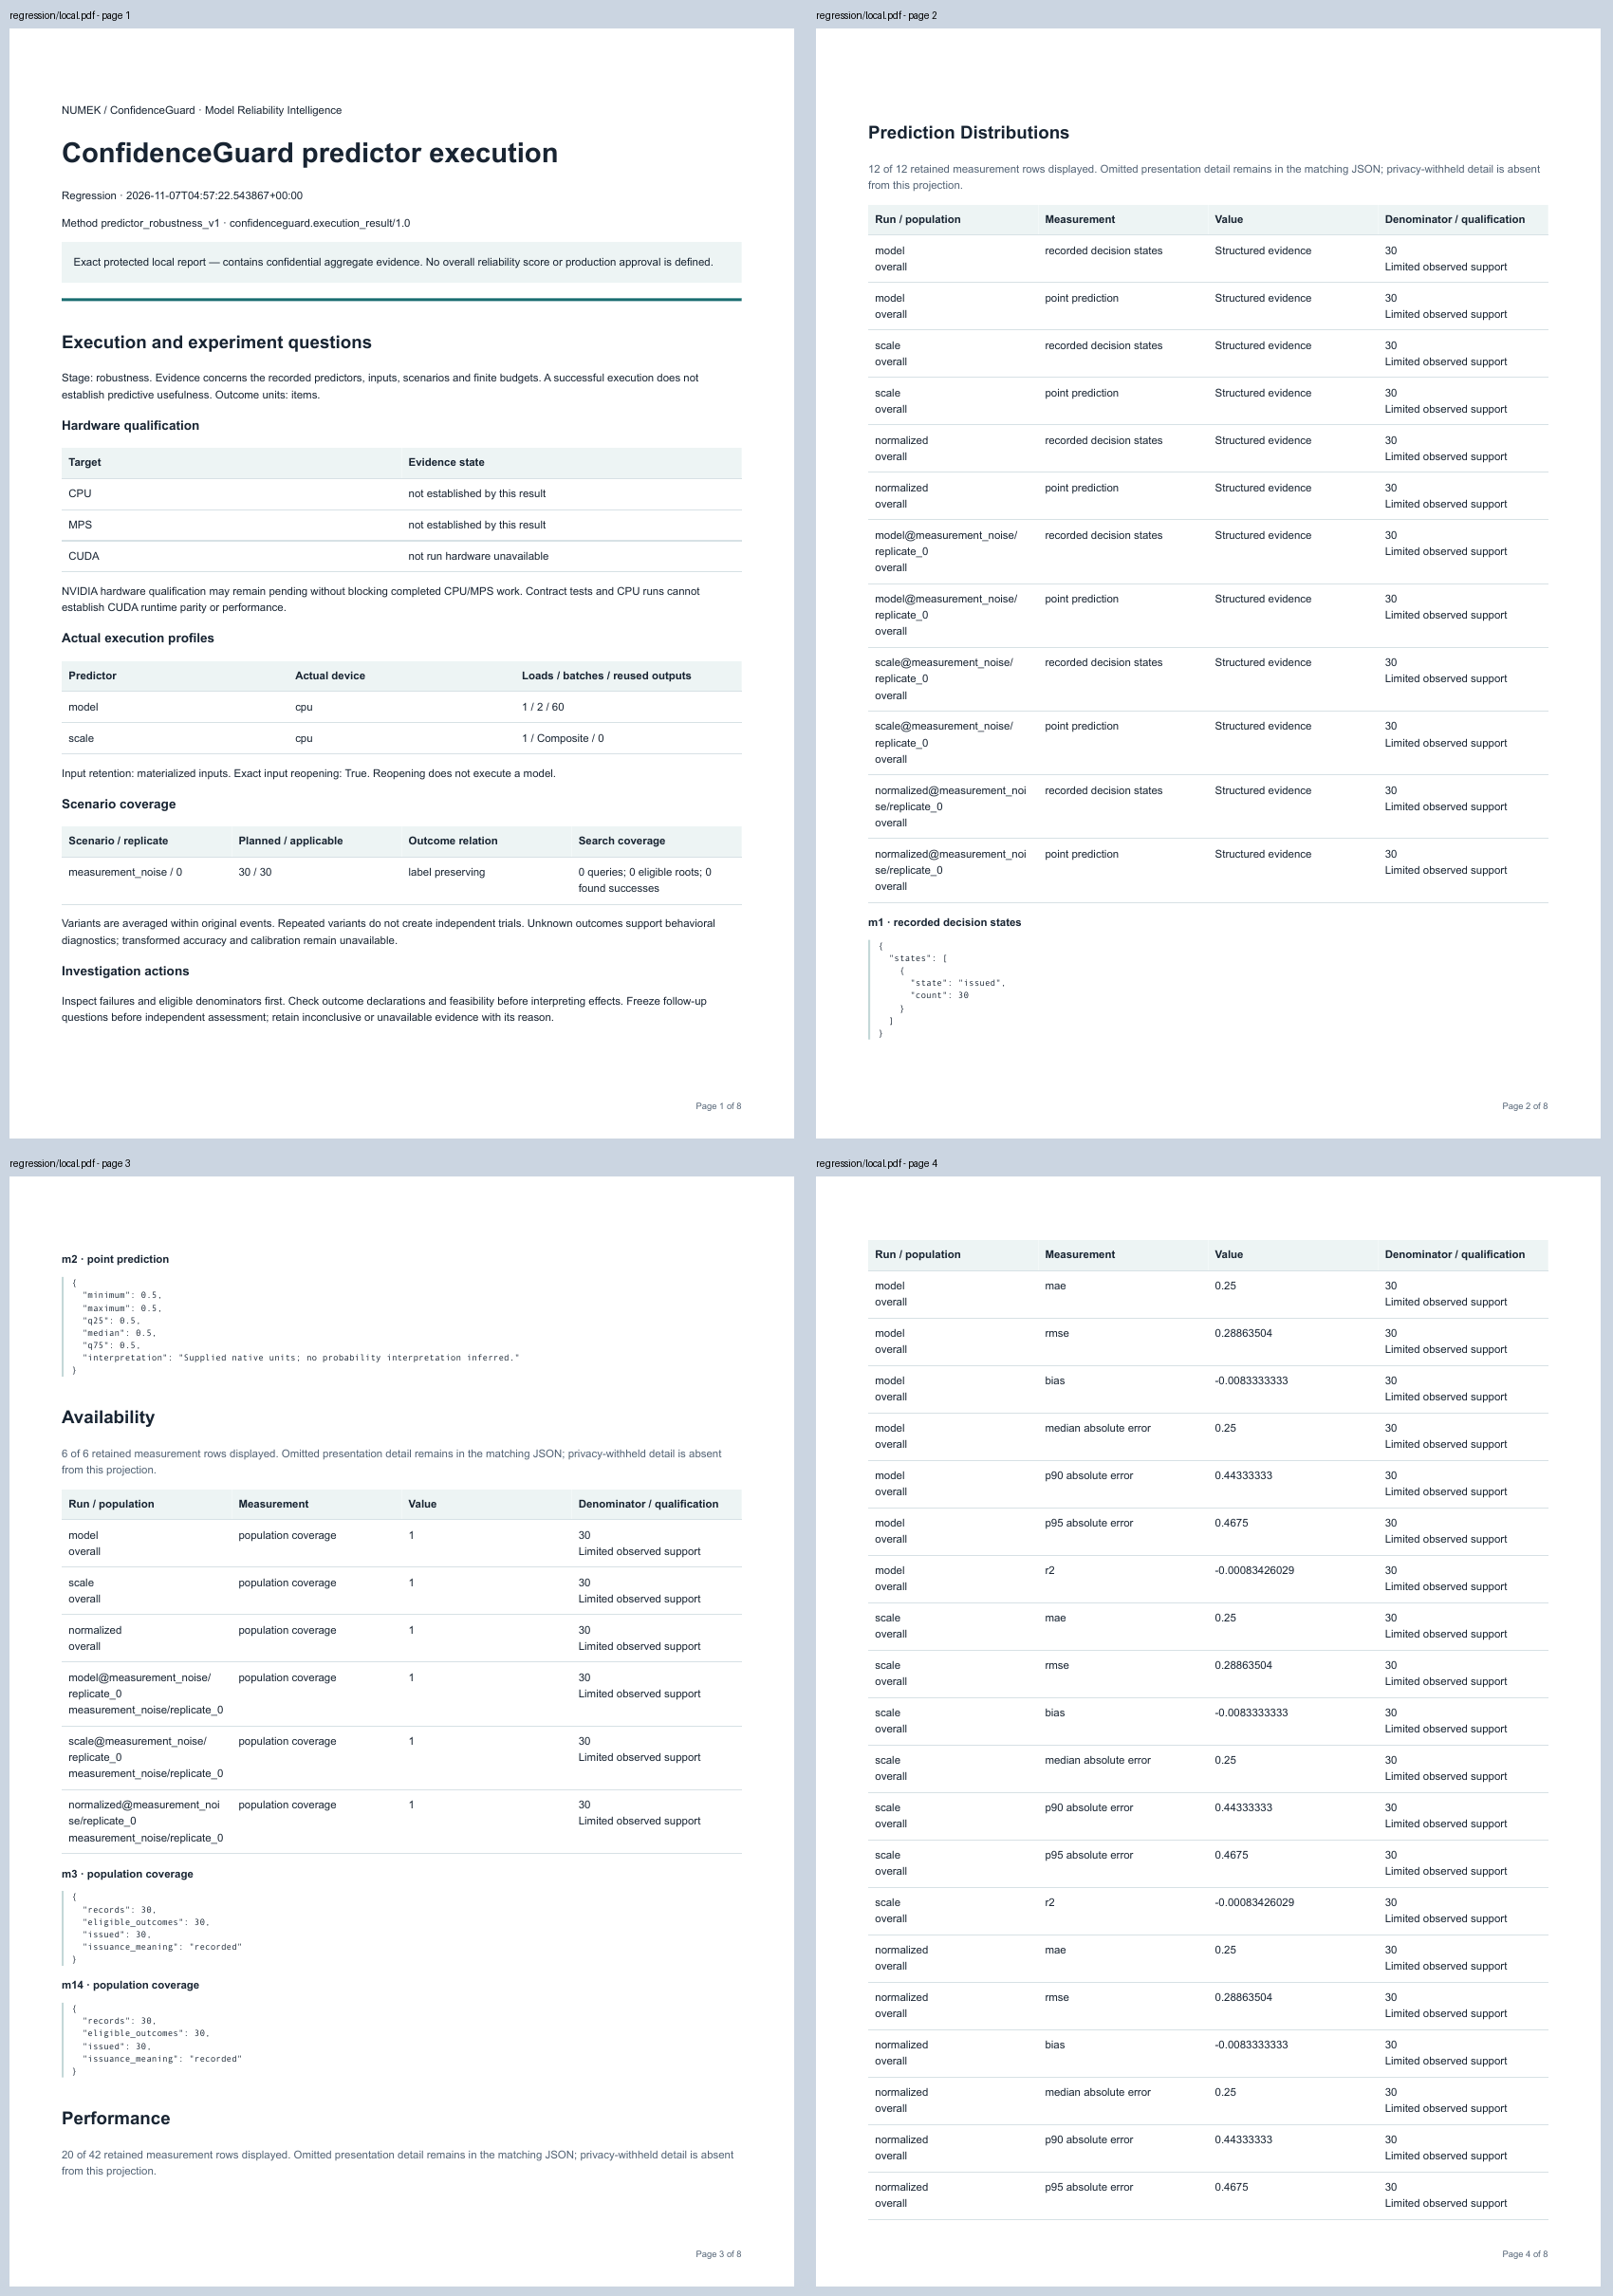 regression/local.pdf - page 1
NUMEK / ConfidenceGuard · Model Reliability Intelligence
ConfidenceGuard predictor execution
Regression · 2026-11-07T04:57:22.543867+00:00
Method predictor_robustness_v1 · confidenceguard.execution_result/1.0
Exact protected local report — contains confidential aggregate evidence. No overall reliability score or production approval is defined.
Execution and experiment questions
Stage: robustness. Evidence concerns the recorded predictors, inputs, scenarios and finite budgets. A successful execution does not
establish predictive usefulness. Outcome units: items.
Hardware qualification
Target Evidence state
CPU not established by this result
MPS not established by this result
CUDA not run hardware unavailable
NVIDIA hardware qualification may remain pending without blocking completed CPU/MPS work. Contract tests and CPU runs cannot
establish CUDA runtime parity or performance.
Actual execution profiles
Predictor Actual device Loads / batches / reused outputs
model cpu 1 / 2 / 60
scale cpu 1 / Composite / 0
Input retention: materialized inputs. Exact input reopening: True. Reopening does not execute a model.
Scenario coverage
Scenario / replicate Planned / applicable Outcome relation Search coverage
measurement_noise / 0 30 / 30 label preserving 0 queries; 0 eligible roots; 0
found successes
Variants are averaged within original events. Repeated variants do not create independent trials. Unknown outcomes support behavioral
diagnostics; transformed accuracy and calibration remain unavailable.
Investigation actions
Inspect failures and eligible denominators first. Check outcome declarations and feasibility before interpreting effects. Freeze follow-up
questions before independent assessment; retain inconclusive or unavailable evidence with its reason.
Page 1 of 8
regression/local.pdf - page 2
Prediction Distributions
12 of 12 retained measurement rows displayed. Omitted presentation detail remains in the matching JSON; privacy-withheld detail is absent
from this projection.
Run / population Measurement Value Denominator / qualification
model recorded decision states Structured evidence 30
overall Limited observed support
model point prediction Structured evidence 30
overall Limited observed support
scale recorded decision states Structured evidence 30
overall Limited observed support
scale point prediction Structured evidence 30
overall Limited observed support
normalized recorded decision states Structured evidence 30
overall Limited observed support
normalized point prediction Structured evidence 30
overall Limited observed support
model@measurement_noise/ recorded decision states Structured evidence 30
replicate_0 Limited observed support
overall
model@measurement_noise/ point prediction Structured evidence 30
replicate_0 Limited observed support
overall
scale@measurement_noise/ recorded decision states Structured evidence 30
replicate_0 Limited observed support
overall
scale@measurement_noise/ point prediction Structured evidence 30
replicate_0 Limited observed support
overall
normalized@measurement_noi recorded decision states Structured evidence 30
se/replicate_0 Limited observed support
overall
normalized@measurement_noi point prediction Structured evidence 30
se/replicate_0 Limited observed support
overall
m1 · recorded decision states
{
"states": [
{
"state": "issued",
"count": 30
}
]
}
Page 2 of 8
regression/local.pdf - page 3
m2 · point prediction
{
"minimum": 0.5,
"maximum": 0.5,
"q25": 0.5,
"median": 0.5,
"q75": 0.5,
"interpretation": "Supplied native units; no probability interpretation inferred."
}
Availability
6 of 6 retained measurement rows displayed. Omitted presentation detail remains in the matching JSON; privacy-withheld detail is absent
from this projection.
Run / population Measurement Value Denominator / qualification
model population coverage 1 30
overall Limited observed support
scale population coverage 1 30
overall Limited observed support
normalized population coverage 1 30
overall Limited observed support
model@measurement_noise/ population coverage 1 30
replicate_0 Limited observed support
measurement_noise/replicate_0
scale@measurement_noise/ population coverage 1 30
replicate_0 Limited observed support
measurement_noise/replicate_0
normalized@measurement_noi population coverage 1 30
se/replicate_0 Limited observed support
measurement_noise/replicate_0
m3 · population coverage
{
"records": 30,
"eligible_outcomes": 30,
"issued": 30,
"issuance_meaning": "recorded"
}
m14 · population coverage
{
"records": 30,
"eligible_outcomes": 30,
"issued": 30,
"issuance_meaning": "recorded"
}
Performance
20 of 42 retained measurement rows displayed. Omitted presentation detail remains in the matching JSON; privacy-withheld detail is absent
from this projection.
Page 3 of 8
regression/local.pdf - page 4
Run / population Measurement Value Denominator / qualification
model mae 0.25 30
overall Limited observed support
model rmse 0.28863504 30
overall Limited observed support
model bias -0.0083333333 30
overall Limited observed support
model median absolute error 0.25 30
overall Limited observed support
model p90 absolute error 0.44333333 30
overall Limited observed support
model p95 absolute error 0.4675 30
overall Limited observed support
model r2 -0.00083426029 30
overall Limited observed support
scale mae 0.25 30
overall Limited observed support
scale rmse 0.28863504 30
overall Limited observed support
scale bias -0.0083333333 30
overall Limited observed support
scale median absolute error 0.25 30
overall Limited observed support
scale p90 absolute error 0.44333333 30
overall Limited observed support
scale p95 absolute error 0.4675 30
overall Limited observed support
scale r2 -0.00083426029 30
overall Limited observed support
normalized mae 0.25 30
overall Limited observed support
normalized rmse 0.28863504 30
overall Limited observed support
normalized bias -0.0083333333 30
overall Limited observed support
normalized median absolute error 0.25 30
overall Limited observed support
normalized p90 absolute error 0.44333333 30
overall Limited observed support
normalized p95 absolute error 0.4675 30
overall Limited observed support
Page 4 of 8